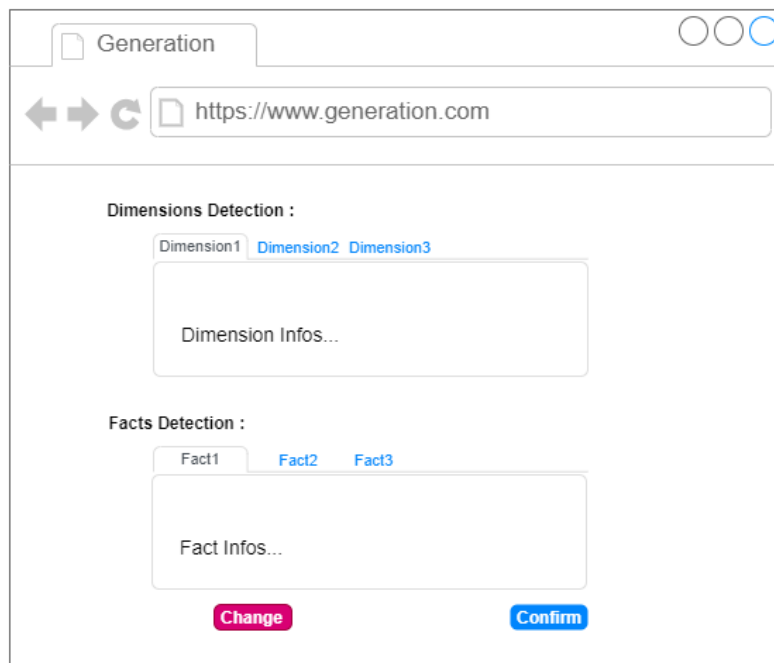 Generation
https://www.generation.com
Dimensions Detection :
Dimension1 Dimension2 Dimension3
Dimension Infos...
Facts Detection :
Fact1 Fact2 Fact3
Fact Infos...
Change Confirm